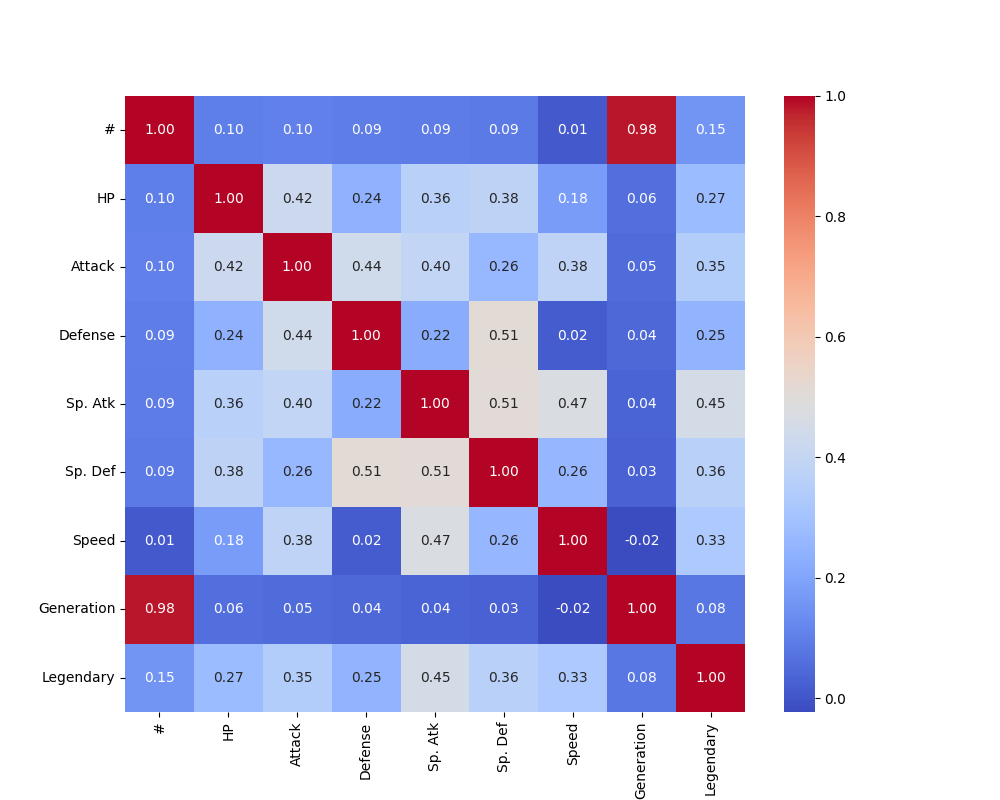 # 1.00 0.10 0.10 0.09 0.09 0.09 0.01 0.98 0.15
HP 0.10 1.00 0.42 0.24 0.36 0.38 0.18 0.06 0.27
Attack 0.10 0.42 1.00 0.44 0.40 0.26 0.38 0.05 0.35
Defense 0.09 0.24 0.44 1.00 0.22 0.51 0.02 0.04 0.25
Sp. Atk 0.09 0.36 0.40 0.22 1.00 0.51 0.47 0.04 0.45
Sp. Def 0.09 0.38 0.26 0.51 0.51 1.00 0.26 0.03 0.36
Speed 0.01 0.18 0.38 0.02 0.47 0.26 1.00 -0.02 0.33
Generation 0.98 0.06 0.05 0.04 0.04 0.03 -0.02 1.00 0.08
Legendary 0.15 0.27 0.35 0.25 0.45 0.36 0.33 0.08 1.00
# HP Attack Defense Sp. Atk Sp. Def Speed Generation Legendary
1.0
0.8
0.6
0.4
0.2
0.0